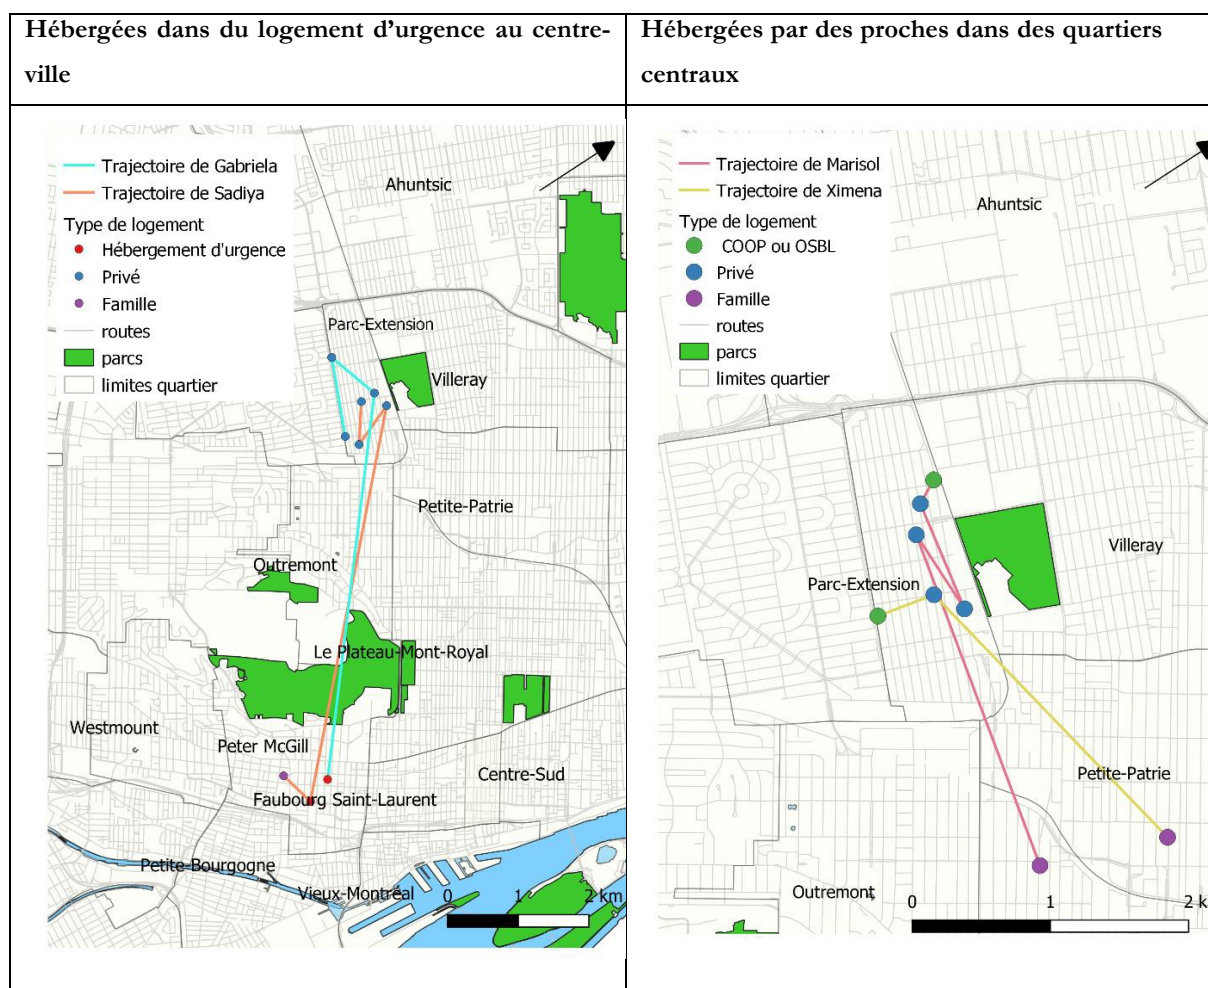 Hébergées dans du logement d'urgence au centre-
ville
Hébergées par des proches dans des quartiers
centraux
Trajectoire de Gabriela
Trajectoire de Sadiya
Type de logement
Hébergement d'urgence
Privé
Famille
routes
parcs
limites quartier
Ahuntsic
Parc-Extension
Villeray
Petite-Patrie
Outremont
Le Plateau-Mont-Royal
Westmount
Peter McGill
Centre-Sud
Faubourg Saint-Laurent
Petite-Bourgogne
Vieux-Montréal
0 1 2 km
Trajectoire de Marisol
Trajectoire de Ximena
Type de logement
COOP ou OSBL
Privé
Famille
routes
parcs
limites quartier
Ahuntsic
Villeray
Parc-Extension
Petite-Patrie
Outremont
0 1 2 k